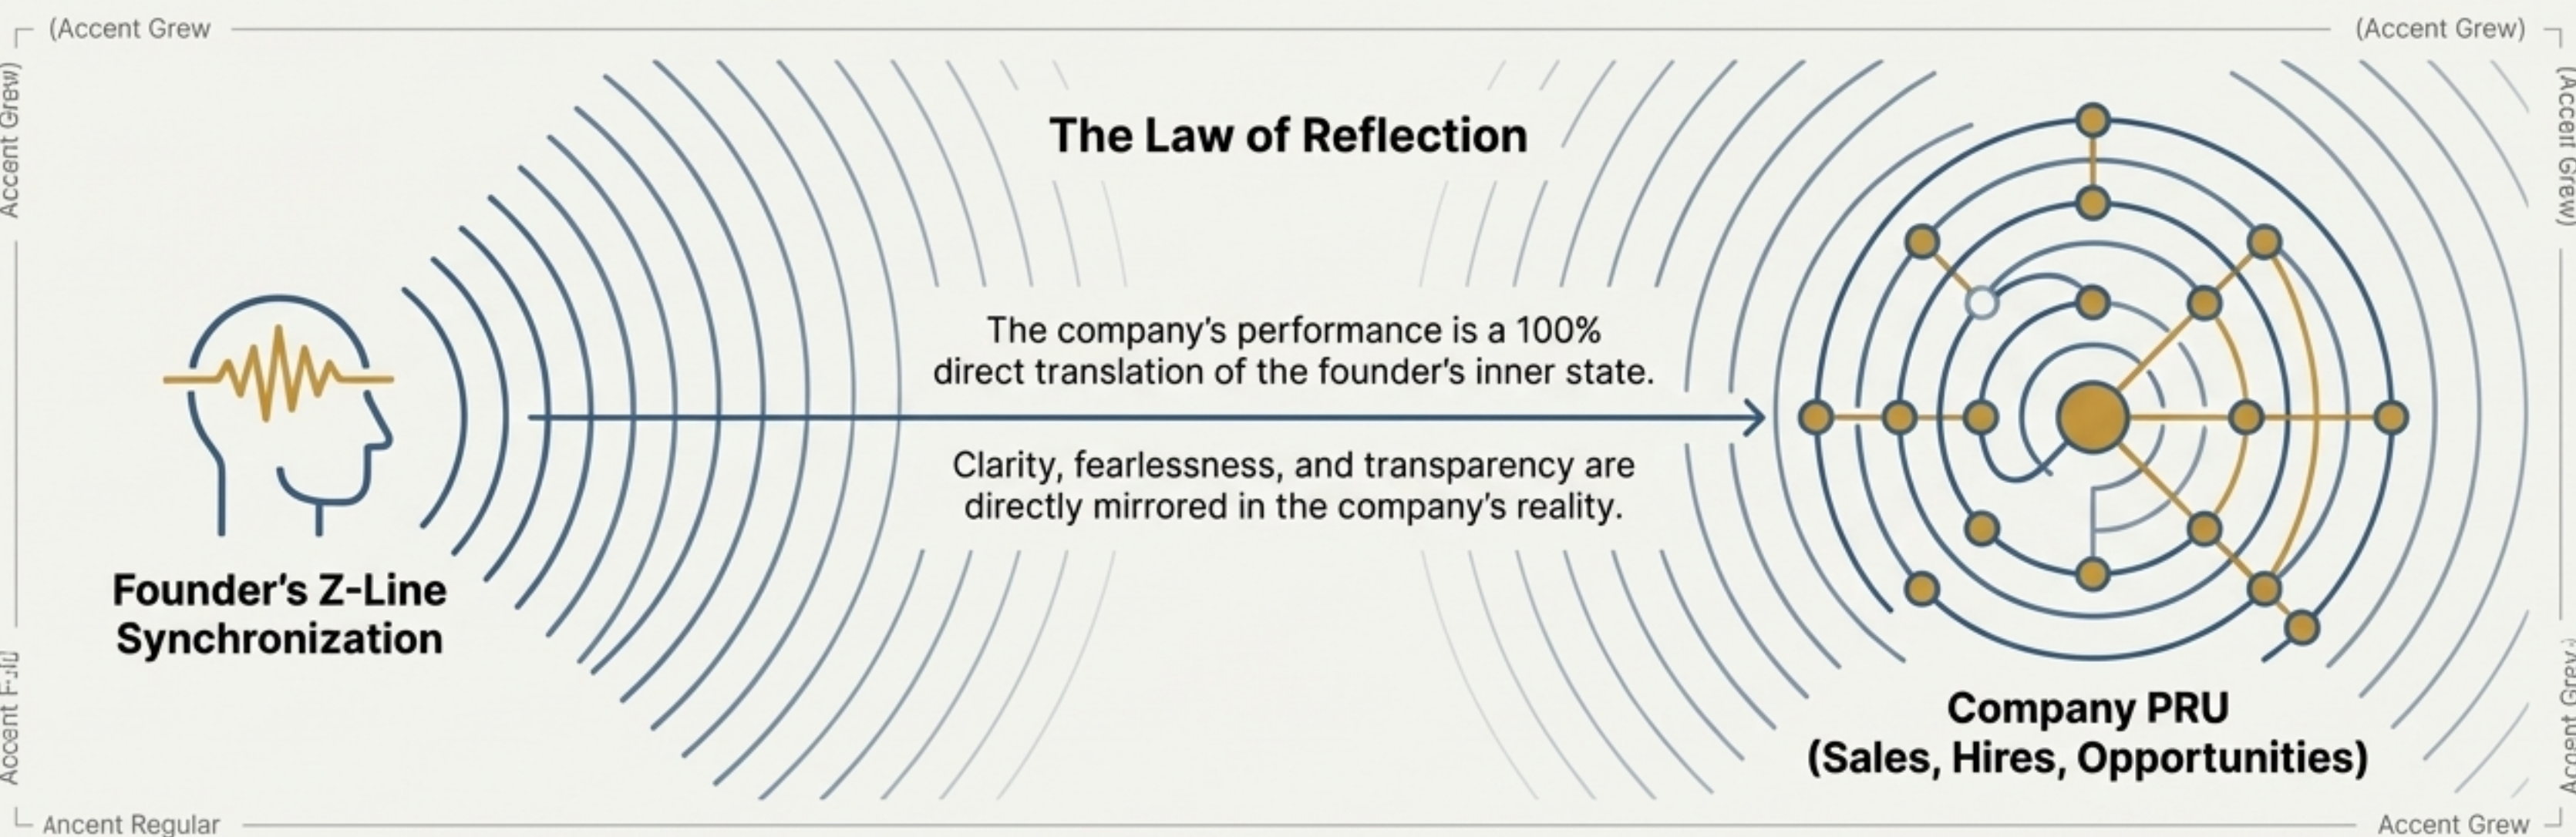 (Accent Grew
(Accent Grew)
Accent Grew)
(Accent Grew)
The Law of Reflection
The company's performance is a 100%
direct translation of the founder's inner state.
Clarity, fearlessness, and transparency are
directly mirrored in the company's reality.
Founder's Z-Line
Synchronization
Company PRU
(Sales, Hires, Opportunities)
Accent
Accent
Ancent Regular
Accent Grew